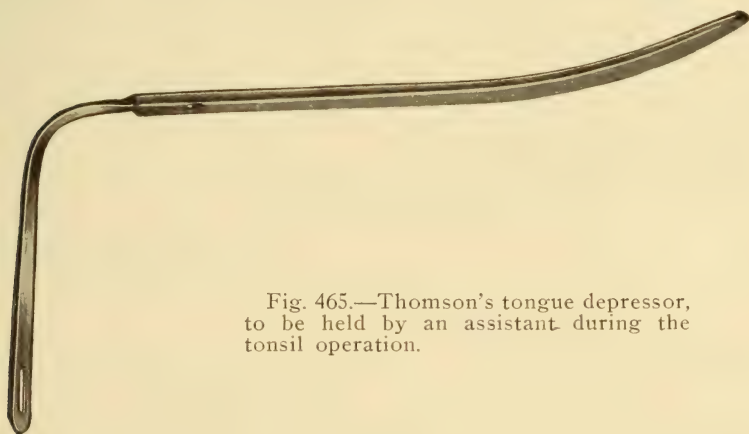 Fig. 465.—Thomson's tongue depressor,
to be held by an assistant during the
tonsil operation.